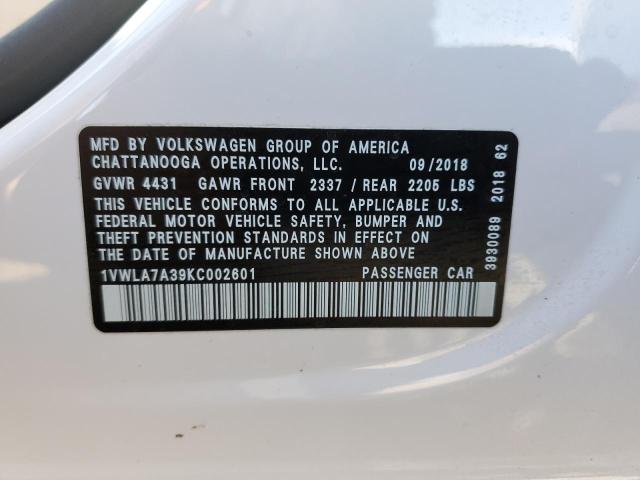 MFD BY VOLKSWAGEN GROUP OF AMERICA
CHATTANOOGA OPERATIONS, LLC. 09/2018
GVWR 4431 GAWR FRONT 2337 / REAR 2205 LBS
THIS VEHICLE CONFORMS TO ALL APPLICABLE U.S.
FEDERAL MOTOR VEHICLE SAFETY, BUMPER AND
THEFT PREVENTION STANDARDS IN EFFECT ON
THE DATE OF MANUFACTURE SHOWN ABOVE
1VWLA7A39KC002601 PASSENGER CAR
3930089 2018 62